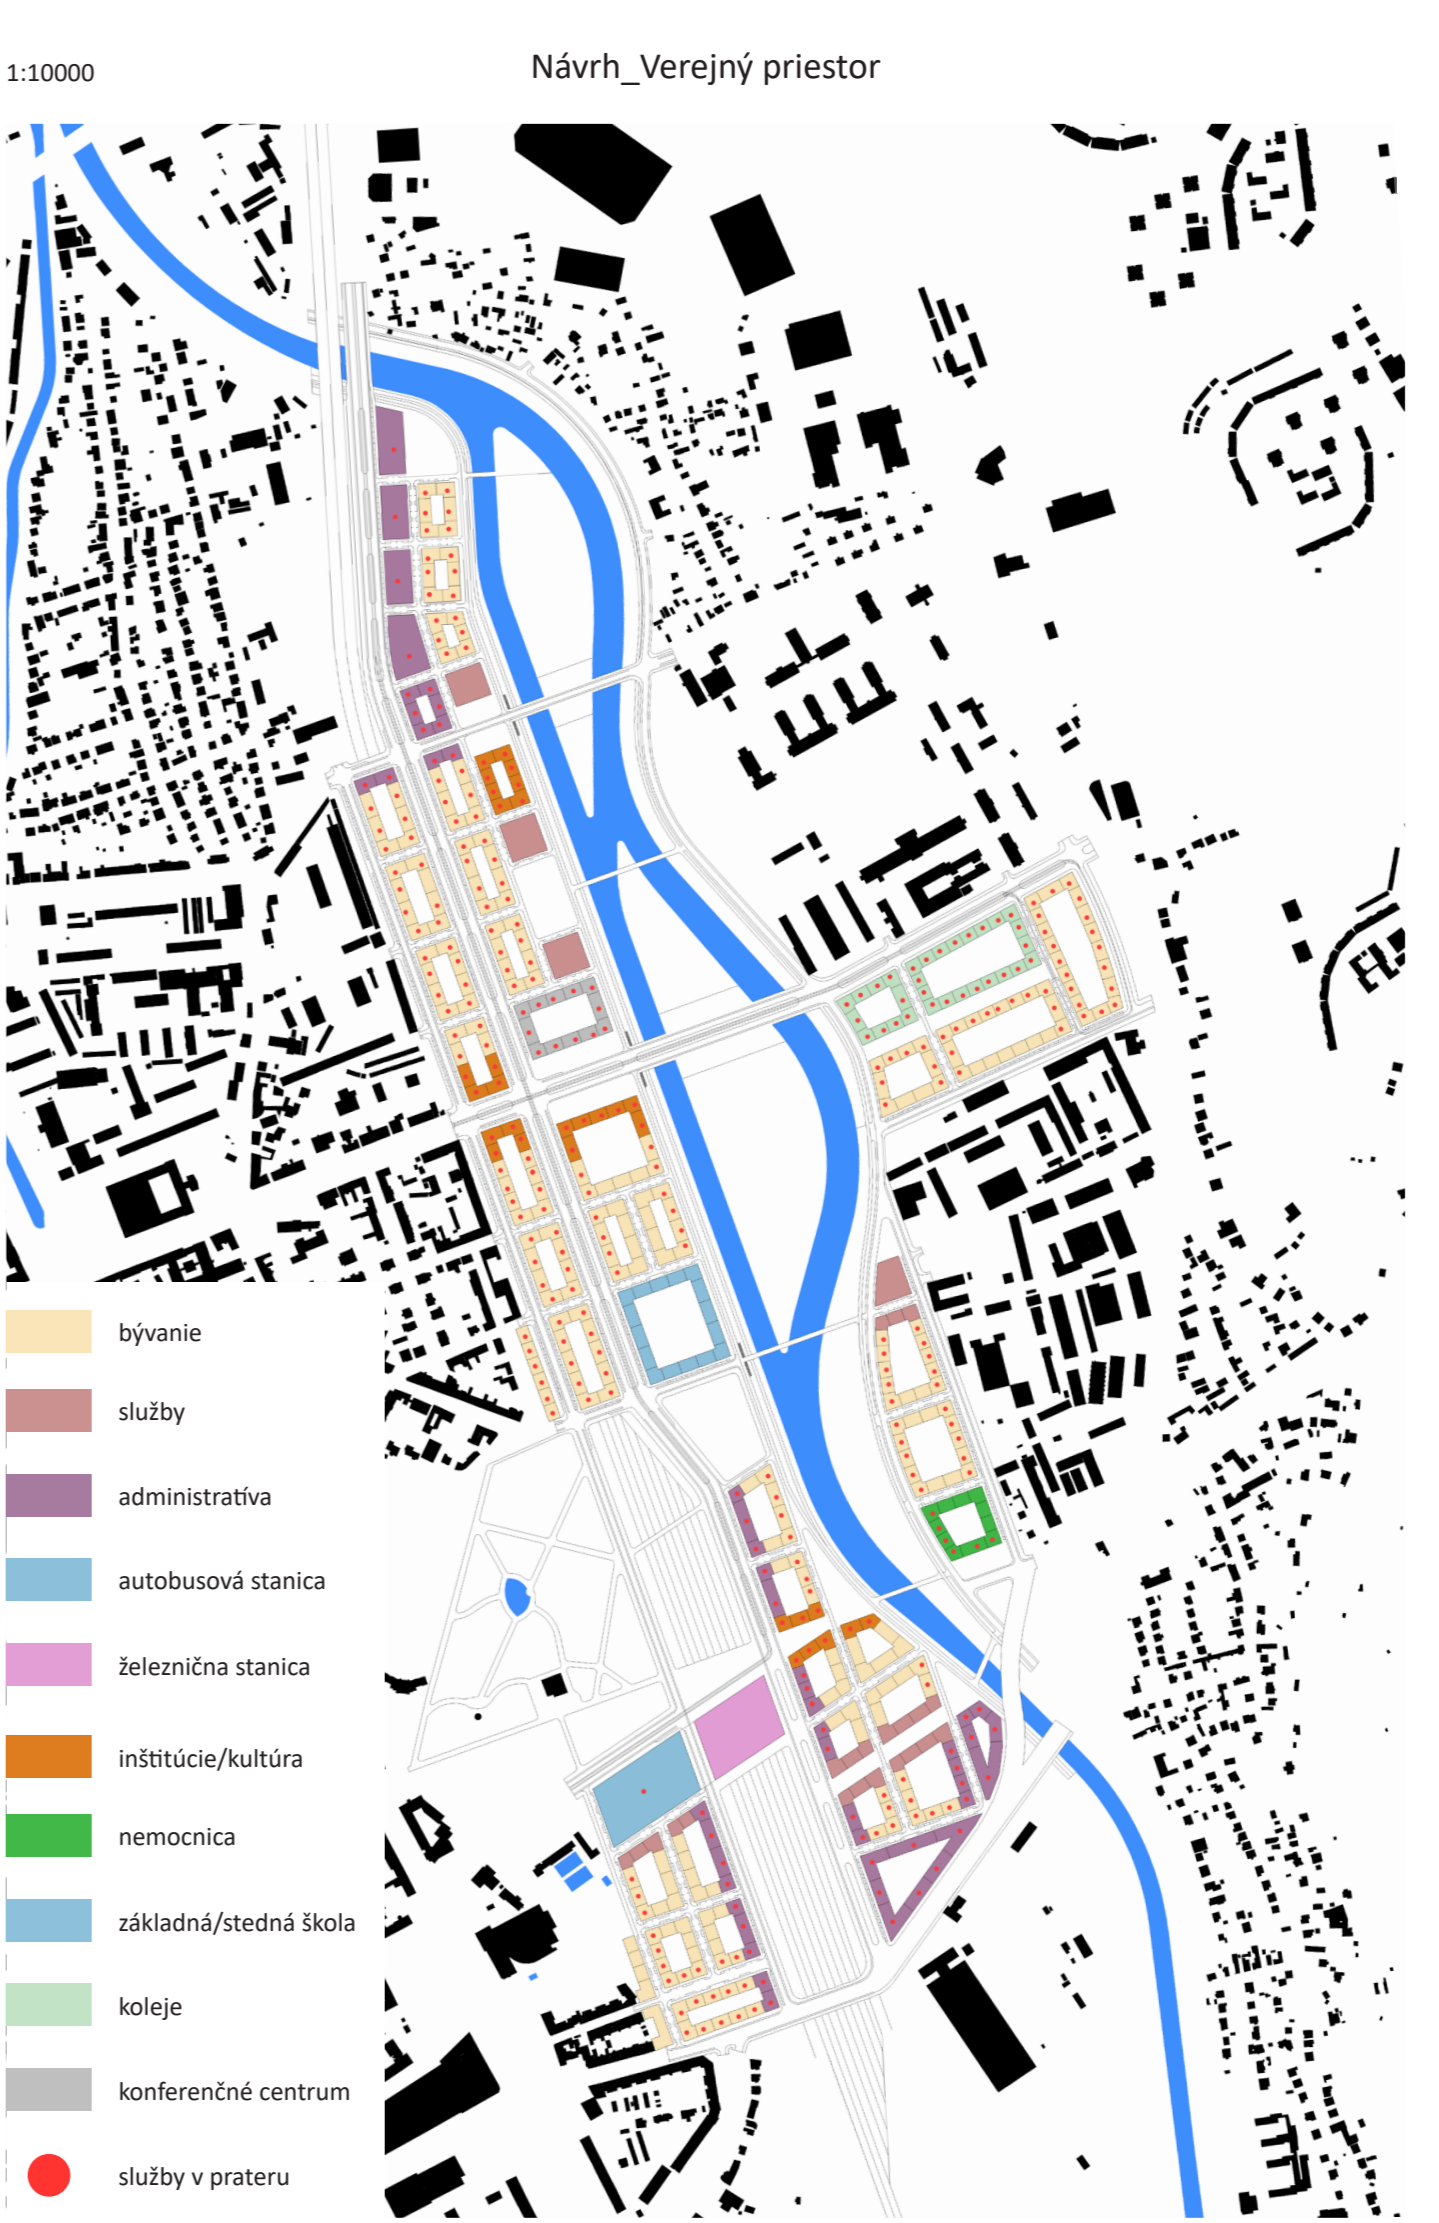 1:10000
Návrh_Verejný priestor
bývanie
služby
administratíva
autobusová stanica
železnična stanica
inštitúcie/kultúra
nemocnica
základná/stedná škola
koleje
konferenčné centrum
služby v prateru